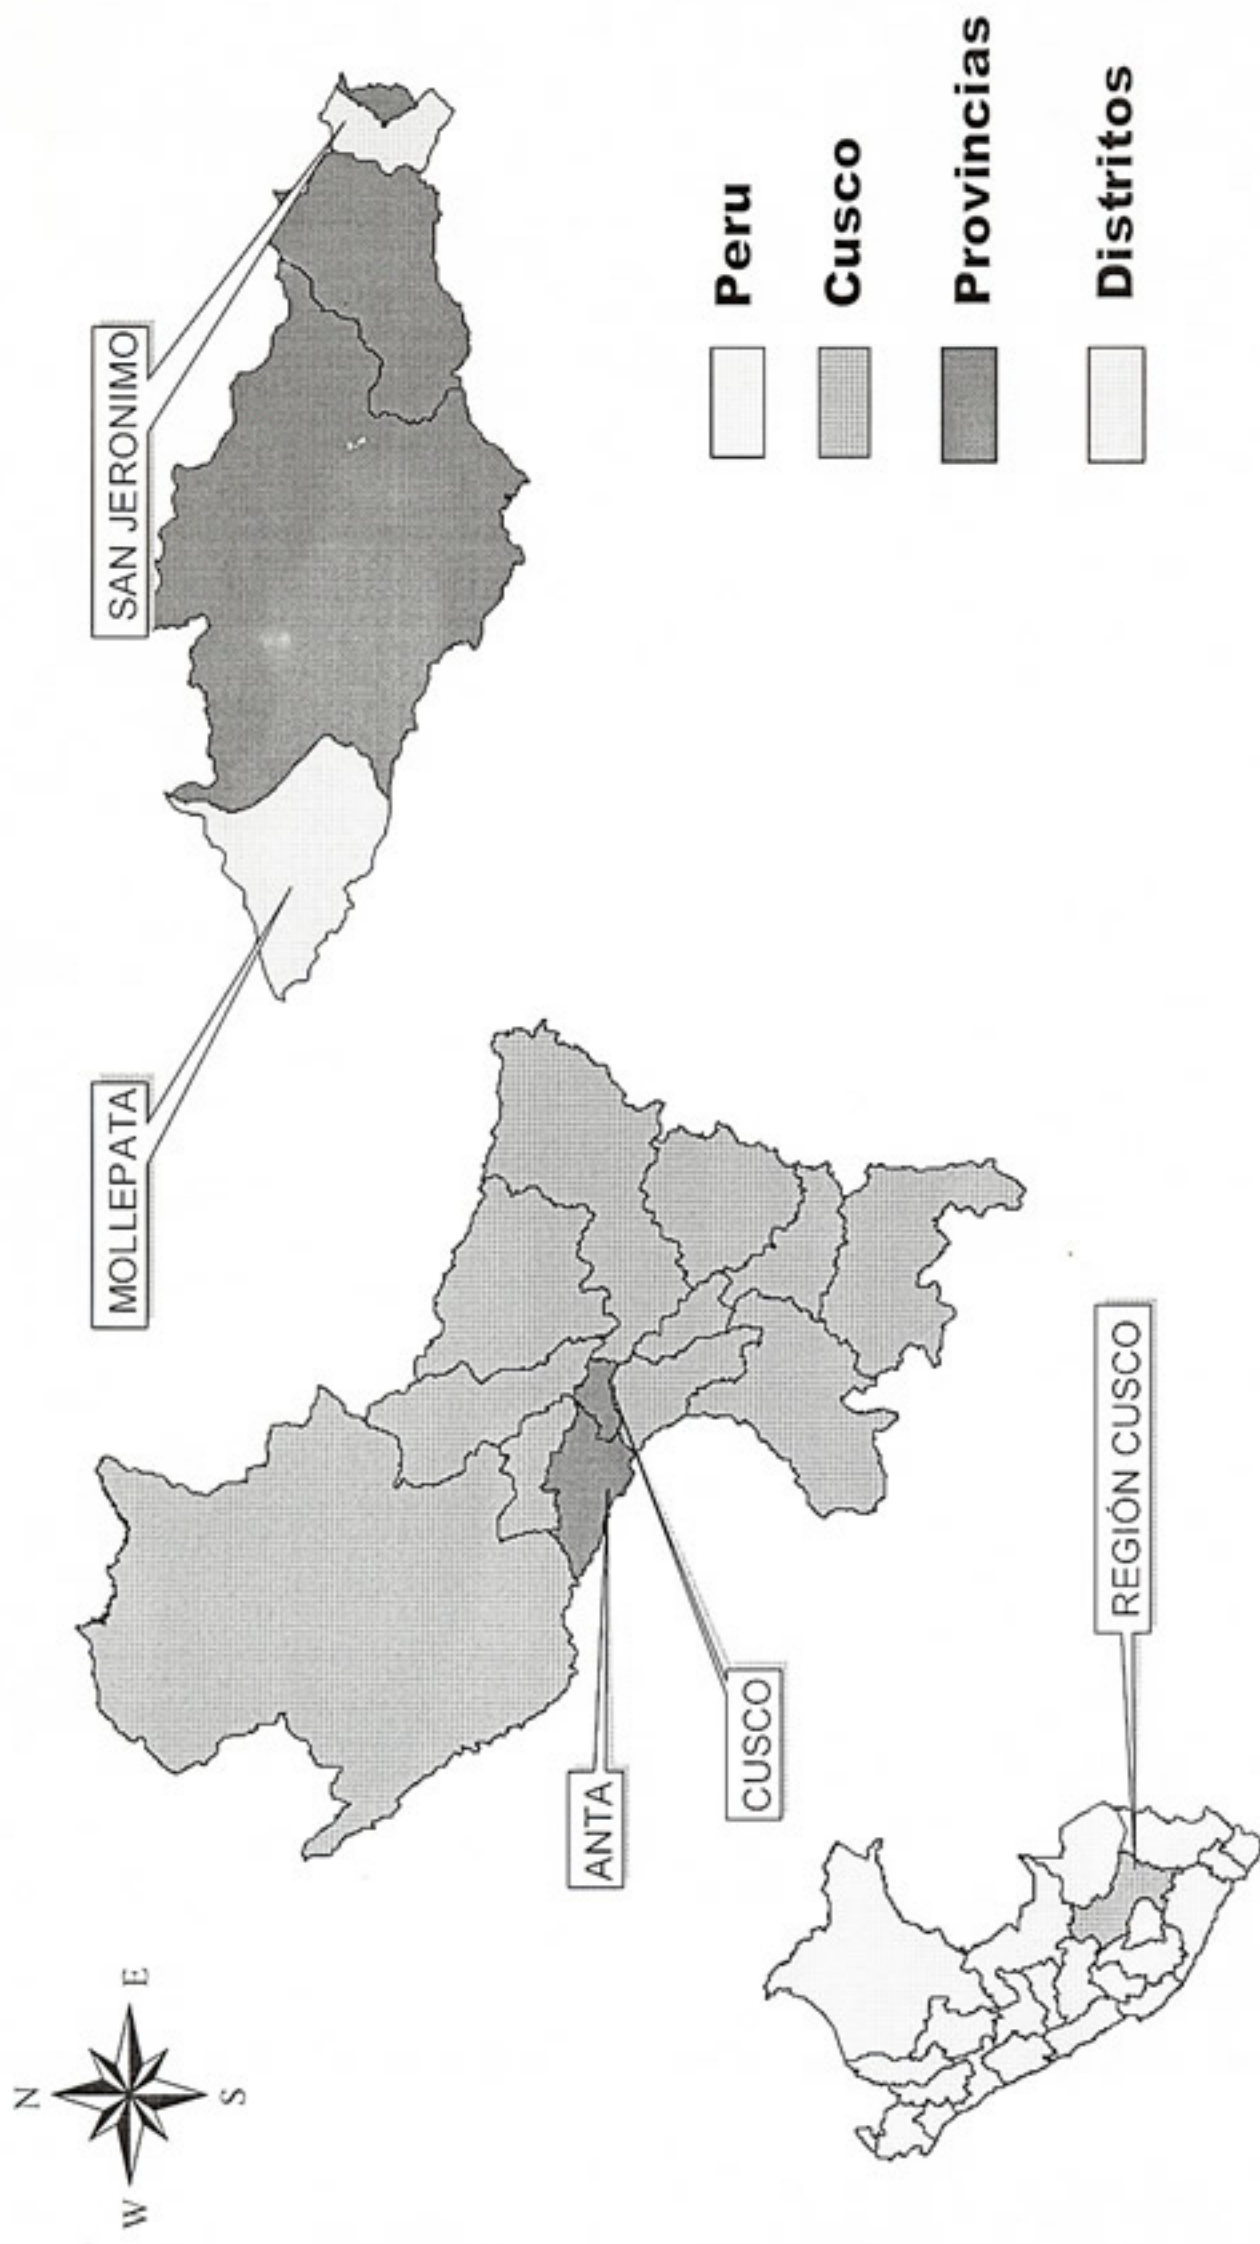 N
W
E
S
MOLLEPATA
SAN JERONIMO
ANTA
CUSCO
REGIÓN CUSCO
Peru
Cusco
Provincias
Distritos